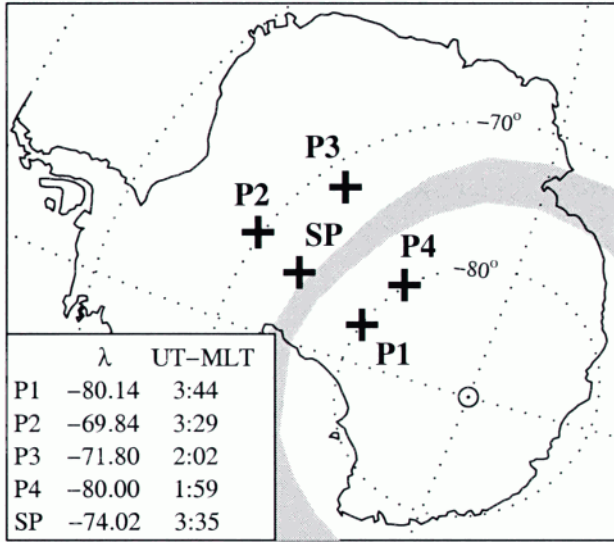 −70°
P3
P2
SP
P4
−80°
P1
λ UT−MLT
P1 −80.14 3:44
P2 −69.84 3:29
P3 −71.80 2:02
P4 −80.00 1:59
SP −74.02 3:35